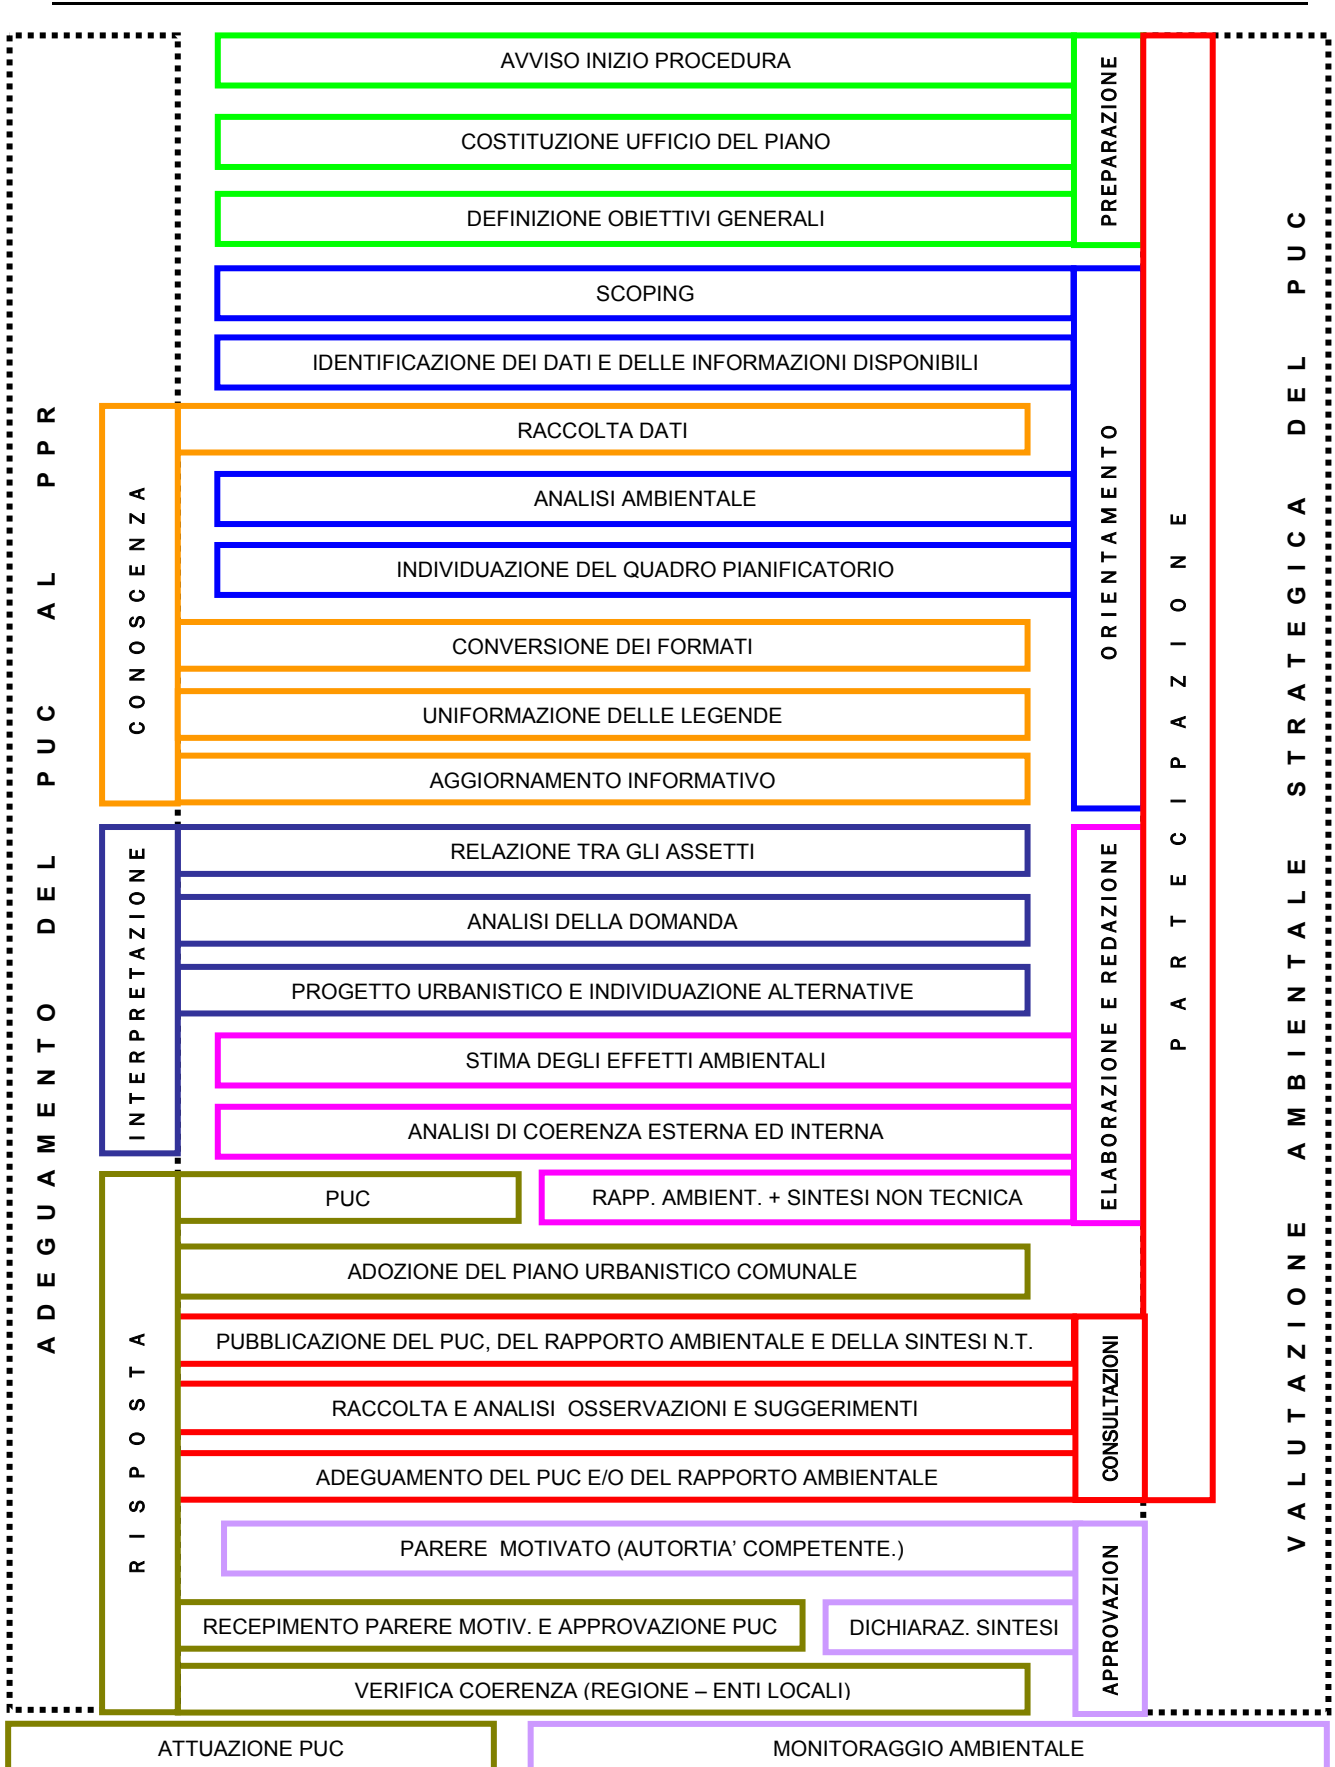 AVVISO INIZIO PROCEDURA
COSTITUZIONE UFFICIO DEL PIANO
DEFINIZIONE OBIETTIVI GENERALI
PREPARAZIONE
SCOPING
IDENTIFICAZIONE DEI DATI E DELLE INFORMAZIONI DISPONIBILI
RACCOLTA DATI
ANALISI AMBIENTALE
INDIVIDUAZIONE DEL QUADRO PIANIFICATORIO
CONVERSIONE DEI FORMATI
UNIFORMAZIONE DELLE LEGENDE
AGGIORNAMENTO INFORMATIVO
CONOSCENZA
ORIENTAMENTO
RELAZIONE TRA GLI ASSETTI
ANALISI DELLA DOMANDA
PROGETTO URBANISTICO E INDIVIDUAZIONE ALTERNATIVE
STIMA DEGLI EFFETTI AMBIENTALI
ANALISI DI COERENZA ESTERNA ED INTERNA
INTERPRETAZIONE
PUC
RAPP. AMBIENT. + SINTESI NON TECNICA
ELABORAZIONE E REDAZIONE
ADOZIONE DEL PIANO URBANISTICO COMUNALE
PUBBLICAZIONE DEL PUC, DEL RAPPORTO AMBIENTALE E DELLA SINTESI N.T.
RACCOLTA E ANALISI OSSERVAZIONI E SUGGERIMENTI
ADEGUAMENTO DEL PUC E/O DEL RAPPORTO AMBIENTALE
CONSULTAZIONI
PARTECIPAZIONE
PARERE MOTIVATO (AUTORTIA' COMPETENTE.)
RECEPIMENTO PARERE MOTIV. E APPROVAZIONE PUC
DICHIARAZ. SINTESI
VERIFICA COERENZA (REGIONE – ENTI LOCALI)
RISPOSTA
APPROVAZION
ADEGUAMENTO DEL PUC AL PPR
VALUTAZIONE AMBIENTALE STRATEGICA DEL PUC
ATTUAZIONE PUC
MONITORAGGIO AMBIENTALE